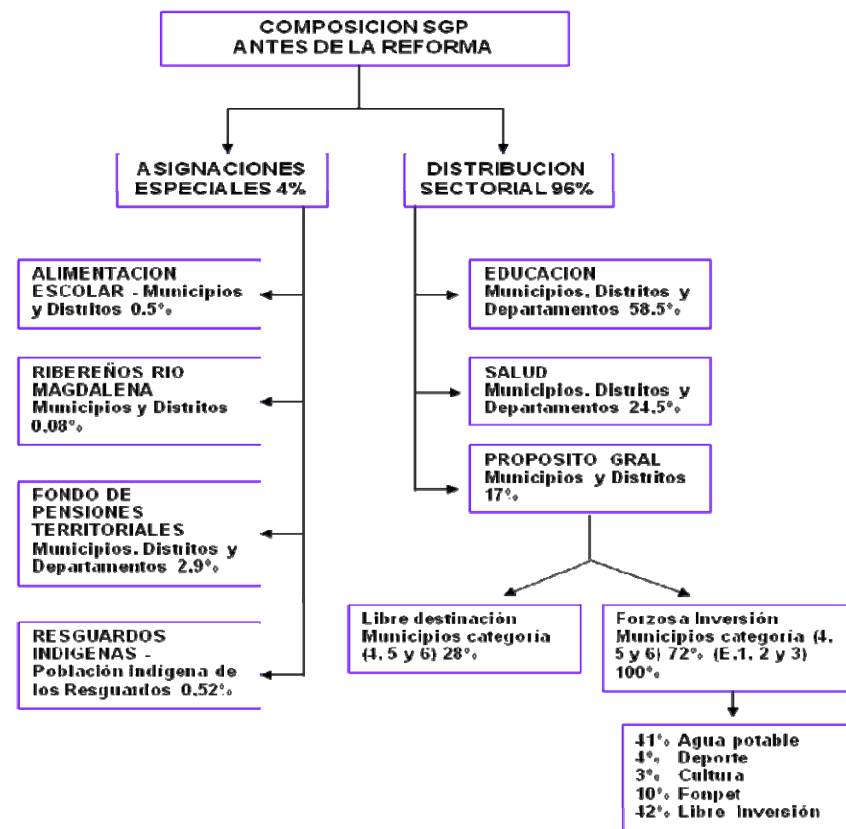 COMPOSICION SGP
ANTES DE LA REFORMA
ASIGNACIONES
ESPECIALES 4%
DISTRIBUCION
SECTORIAL 96%
ALIMENTACION
ESCOLAR - Municipios
y Distritos 0.5%
RIBEREÑOS RIO
MAGDALENA
Municipios y Distritos
0.08%
FONDO DE
PENSIONES
TERRITORIALES
Municipios. Distritos y
Departamentos 2.9%
RESGUARDOS
INDIGENAS -
Población indígena de
los Resguardos 0.52%
EDUCACION
Municipios. Distritos y
Departamentos 58.5%
SALUD
Municipios. Distritos y
Departamentos 24.5%
PROPOSITO GRAL
Municipios y Distritos
17%
Libre destinación
Municipios categoría
(4. 5 y 6) 28%
Forzosa Inversión
Municipios categoría (4.
5 y 6) 72% (E.1. 2 y 3)
100%
41% Agua potable
4% Deporte
3% Cultura
10% Fonpet
42% Libre Inversión